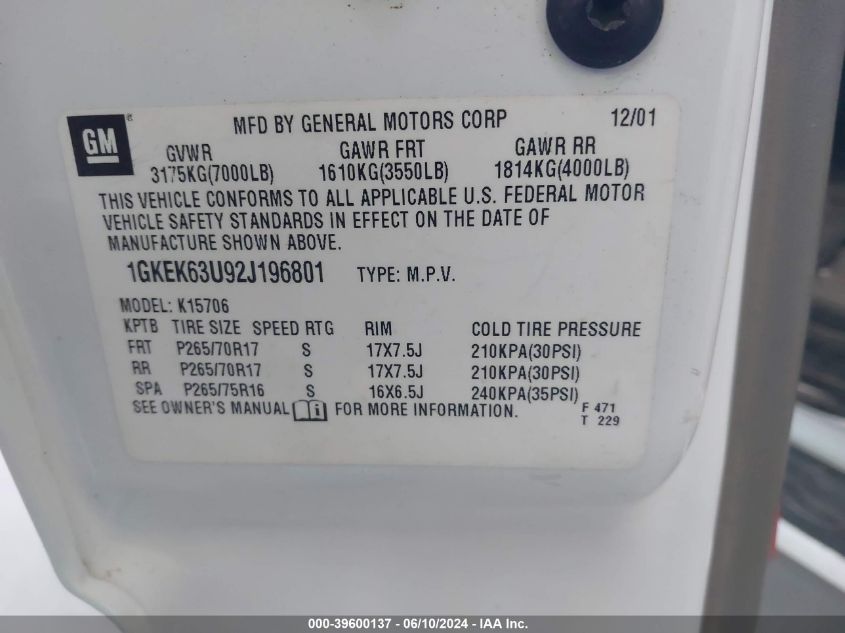 GM ® MFD BY GENERAL MOTORS CORP 12/01
GVWR GAWR FRT GAWR RR
3175KG(7000LB) 1610KG(3550LB) 1814KG(4000LB)
THIS VEHICLE CONFORMS TO ALL APPLICABLE U.S. FEDERAL MOTOR
VEHICLE SAFETY STANDARDS IN EFFECT ON THE DATE OF
MANUFACTURE SHOWN ABOVE.
1GKEK63U92J196801 TYPE: M.P.V.
MODEL: K15706
KPTB TIRE SIZE SPEED RTG RIM COLD TIRE PRESSURE
FRT P265/70R17 S 17X7.5J 210KPA(30PSI)
RR P265/70R17 S 17X7.5J 210KPA(30PSI)
SPA P265/75R16 S 16X6.5J 240KPA(35PSI)
SEE OWNER'S MANUAL i FOR MORE INFORMATION. F 471
T 229
000-39600137 - 06/10/2024 - IAA Inc.